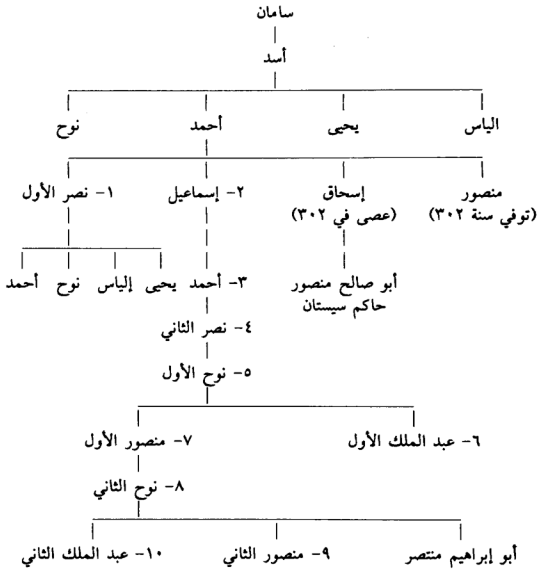 سامان
أسد
الياس يحيى أحمد نوح
منصور إسحاق ٢- إسماعيل ١- نصر الأول
(توفي سنة ٣٠٢) (عصى في ٣٠٢)
أبو صالح منصور ٣- أحمد يحيى إلياس نوح أحمد
حاكم سيستان
٤- نصر الثاني
٥- نوح الأول
٦- عبد الملك الأول ٧- منصور الأول
٨- نوح الثاني
أبو إبراهيم منتصر ٩- منصور الثاني ١٠- عبد الملك الثاني